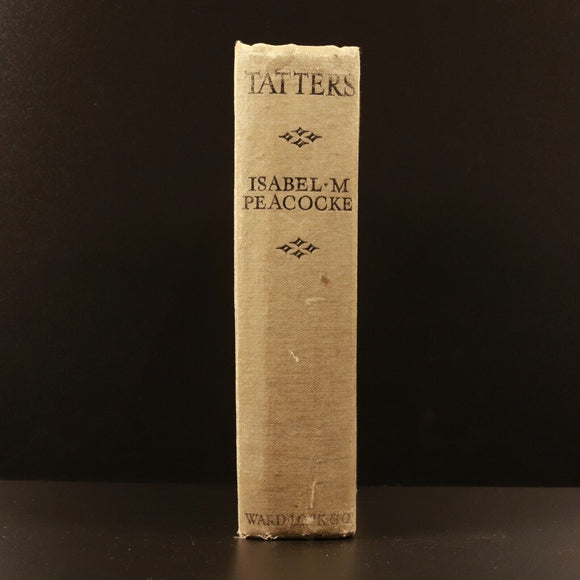 TATTERS
ISABEL·M
PEACOCKE
WARD LOCK & Co